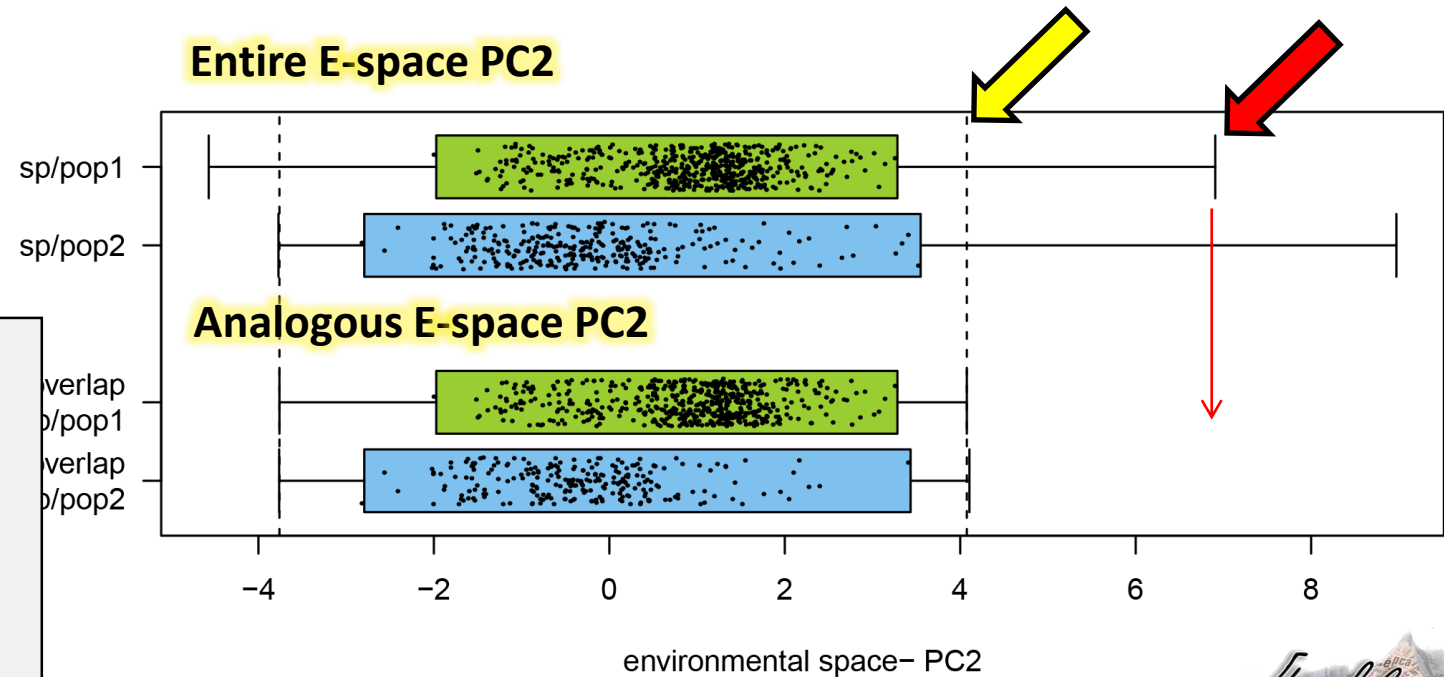 Entire E-space PC2
sp/pop1
sp/pop2
Analogous E-space PC2
verlap
/pop1
verlap
/pop2
−4
−2
0
2
4
6
8
environmental space− PC2